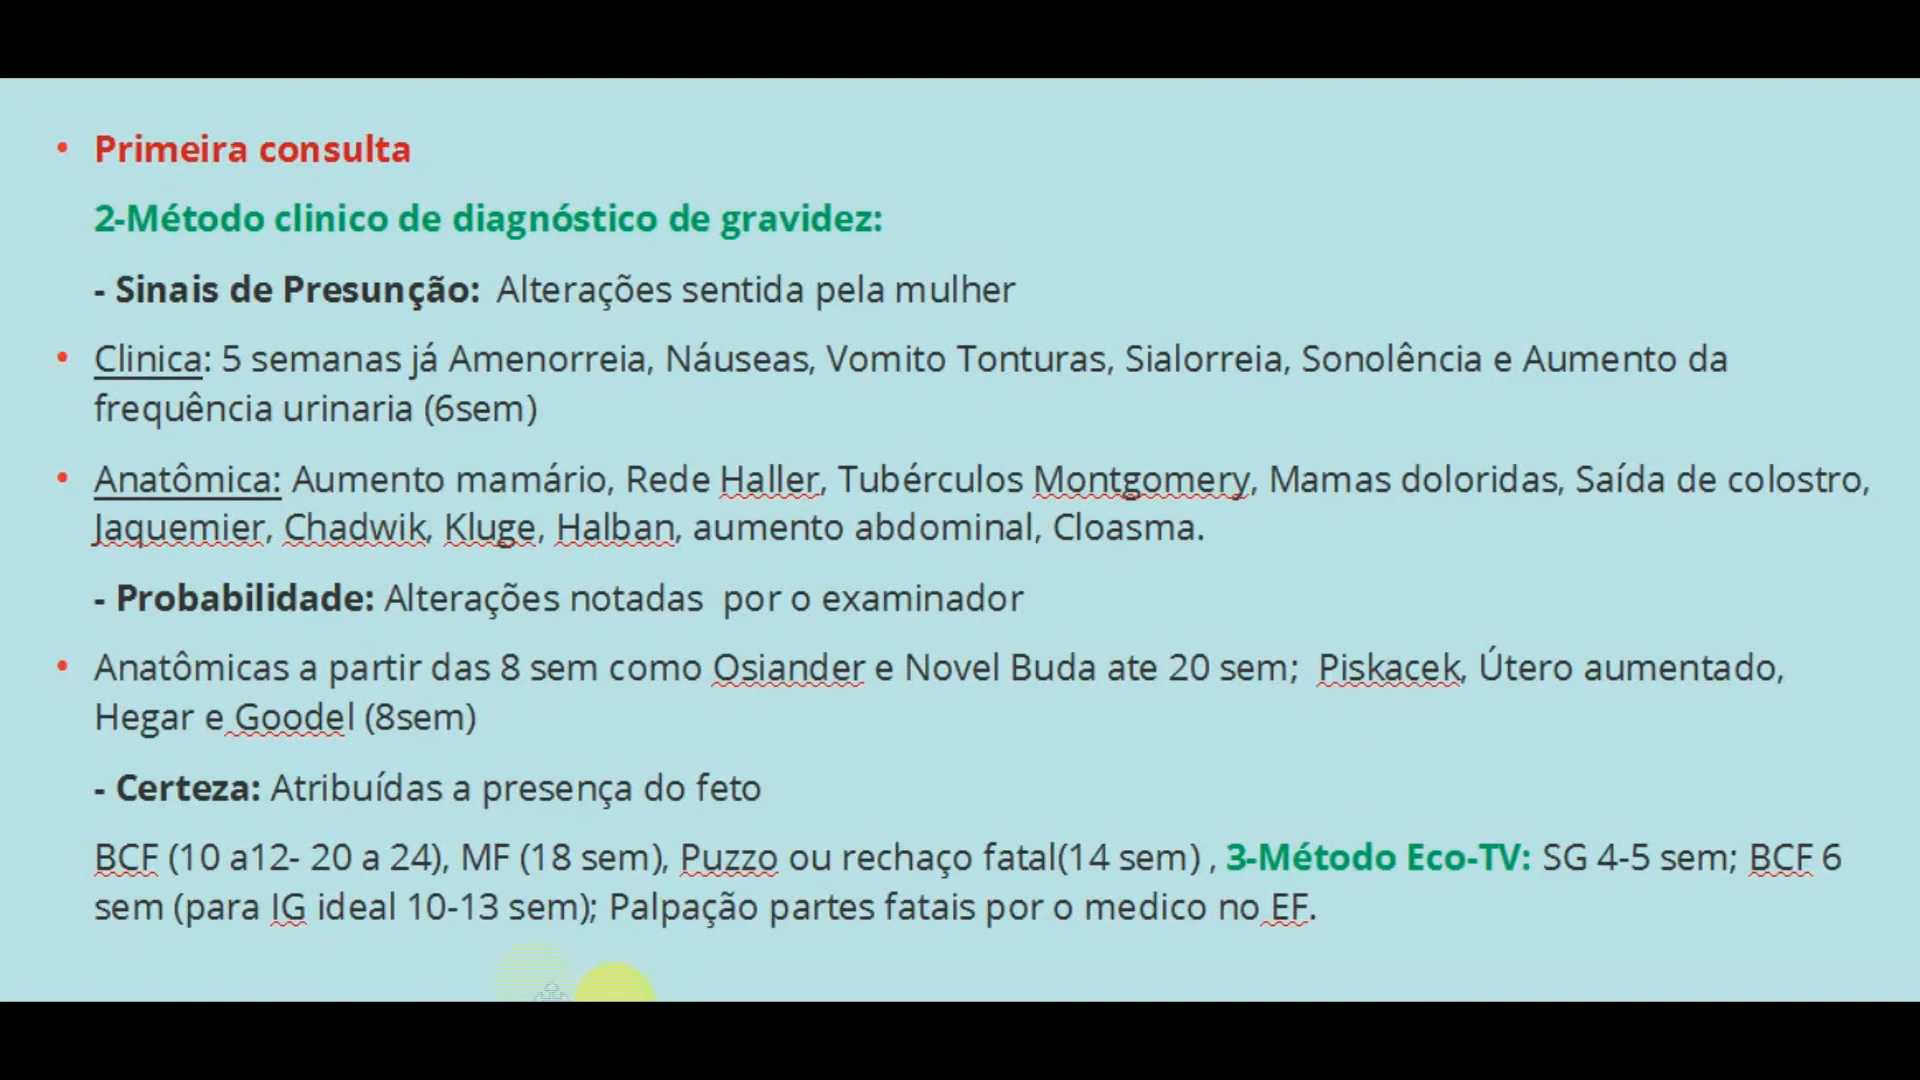 • Primeira consulta
2-Método clinico de diagnóstico de gravidez:
- Sinais de Presunção: Alterações sentida pela mulher
• Clinica: 5 semanas já Amenorreia, Náuseas, Vomito Tonturas, Sialorreia, Sonolência e Aumento da
frequência urinaria (6sem)
• Anatômica: Aumento mamário, Rede Haller, Tubérculos Montgomery, Mamas doloridas, Saída de colostro,
Jaquemier, Chadwik, Kluge, Halban, aumento abdominal, Cloasma.
- Probabilidade: Alterações notadas por o examinador
• Anatômicas a partir das 8 sem como Osiander e Novel Buda ate 20 sem; Piskacek, Útero aumentado,
Hegar e Goodel (8sem)
- Certeza: Atribuídas a presença do feto
BCF (10 a12- 20 a 24), MF (18 sem), Puzzo ou rechaço fatal(14 sem) , 3-Método Eco-TV: SG 4-5 sem; BCF 6
sem (para IG ideal 10-13 sem); Palpação partes fatais por o medico no EF.